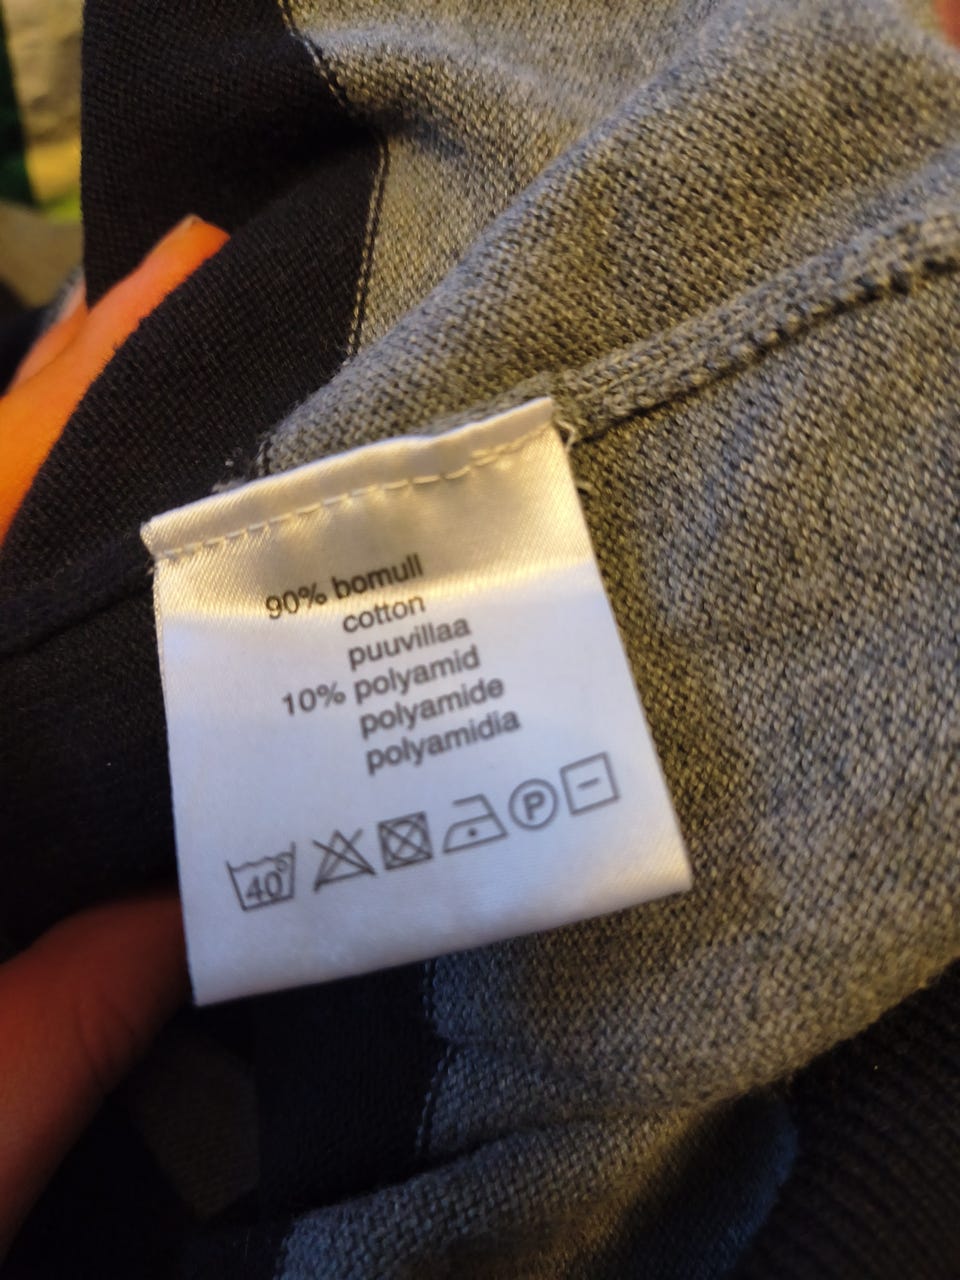 90% bomull
cotton
puuvillaa
10% polyamid
polyamide
polyamidia
40° P